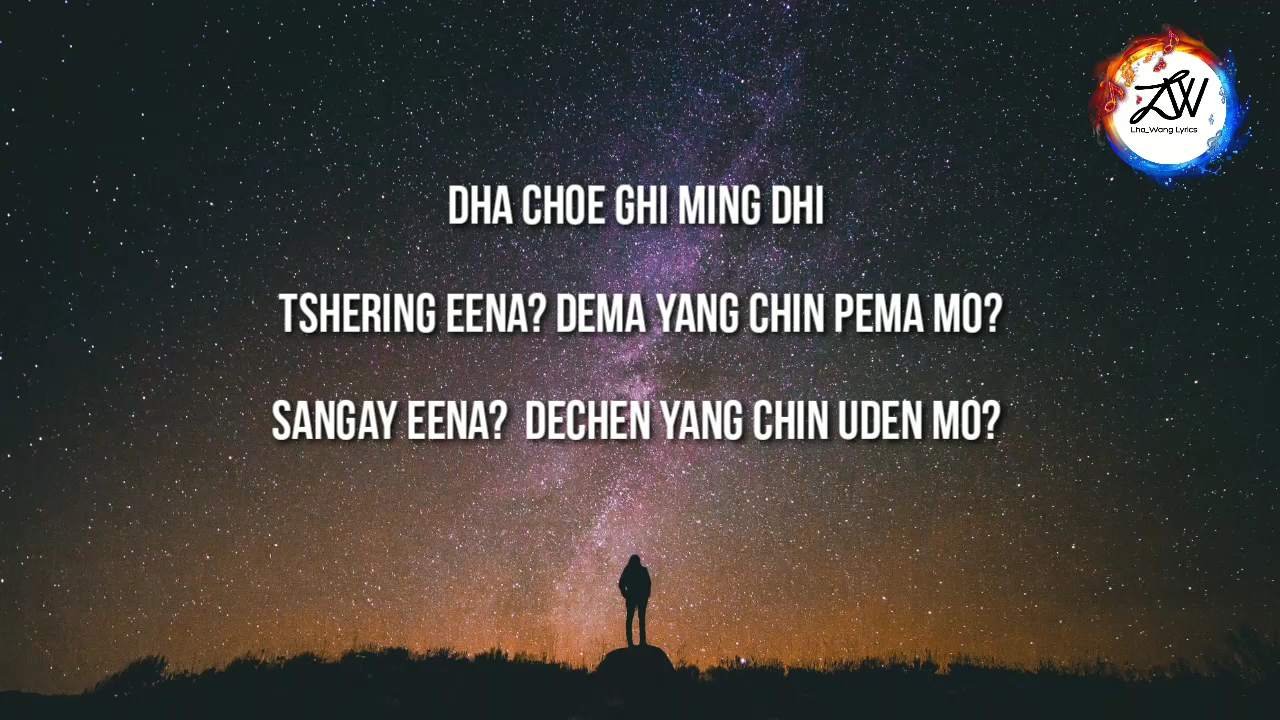 LW
Lha_Wang Lyrics
DHA CHOE GHI MING DHI
TSHERING EENA? DEMA YANG CHIN PEMA MO?
SANGAY EENA? DECHEN YANG CHIN UDEN MO?